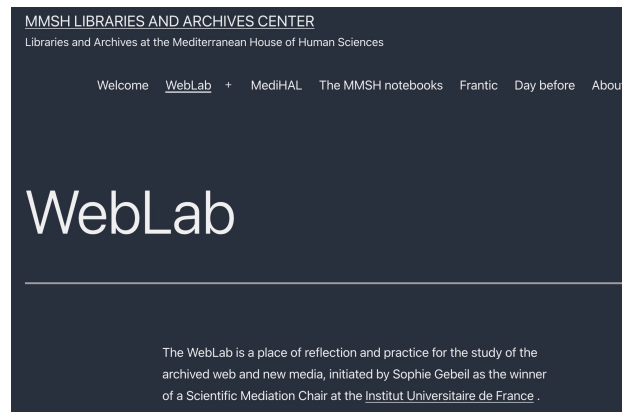 MMSH LIBRARIES AND ARCHIVES CENTER
Libraries and Archives at the Mediterranean House of Human Sciences
Welcome WebLab + MediHAL The MMSH notebooks Frantic Day before Abou
WebLab
The WebLab is a place of reflection and practice for the study of the
archived web and new media, initiated by Sophie Gebeil as the winner
of a Scientific Mediation Chair at the Institut Universitaire de France .